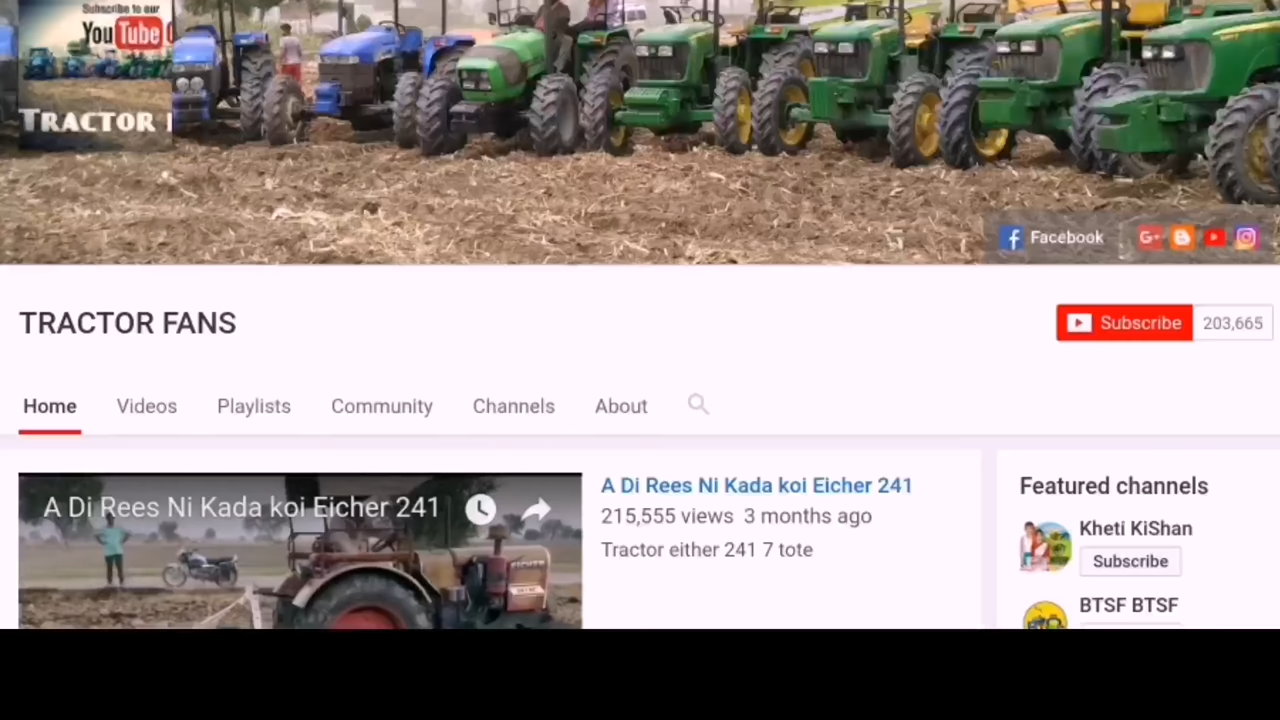 Subscribe to our
YouTube
TRACTOR
Facebook
G+
TRACTOR FANS
Subscribe 203,665
Home Videos Playlists Community Channels About
A Di Rees Ni Kada koi Eicher 241
EICHER
A Di Rees Ni Kada koi Eicher 241
215,555 views 3 months ago
Tractor either 241 7 tote
Featured channels
Kheti KiShan
Subscribe
BTSF BTSF